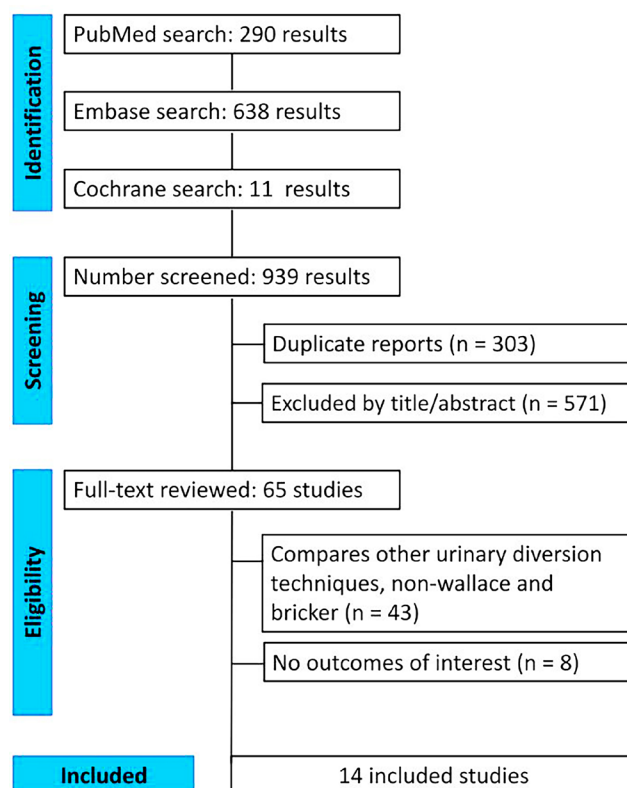 Identification
PubMed search: 290 results
Embase search: 638 results
Cochrane search: 11 results
Screening
Number screened: 939 results
Duplicate reports (n = 303)
Excluded by title/abstract (n = 571)
Eligibility
Full-text reviewed: 65 studies
Compares other urinary diversion
techniques, non-wallace and
bricker (n = 43)
No outcomes of interest (n = 8)
Included
14 included studies